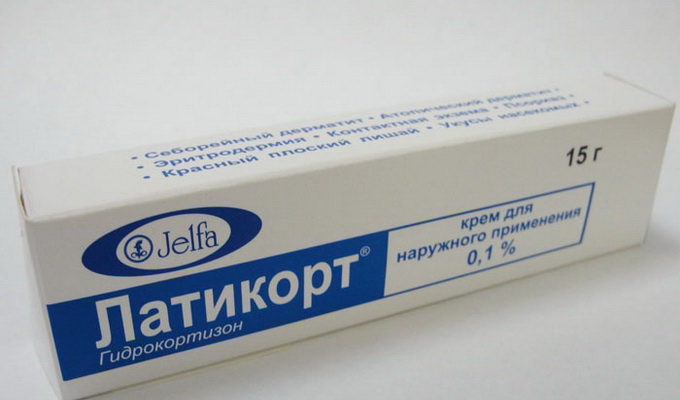 • Себорейный дерматит • Атопический дерматит •
• Эритродермия • Контактная экзема • Псориаз •
• Красный плоский лишай • Укусы насекомых •
15 г
Jelfa
Латикорт®
Гидрокортизон
крем для
наружного применения
0,1 %